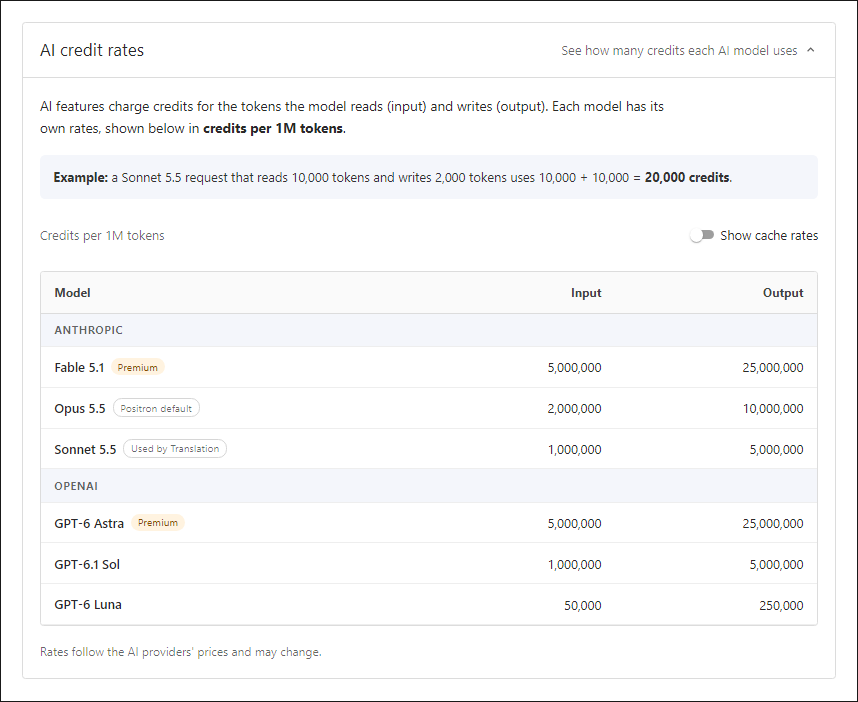 AI credit rates
See how many credits each AI model uses
AI features charge credits for the tokens the model reads (input) and writes (output). Each model has its
own rates, shown below in credits per 1M tokens.
Example: a Sonnet 5.5 request that reads 10,000 tokens and writes 2,000 tokens uses 10,000 + 10,000 = 20,000 credits.
Credits per 1M tokens
Show cache rates
Model Input Output
ANTHROPIC
Fable 5.1 Premium 5,000,000 25,000,000
Opus 5.5 Positron default 2,000,000 10,000,000
Sonnet 5.5 Used by Translation 1,000,000 5,000,000
OPENAI
GPT-6 Astra Premium 5,000,000 25,000,000
GPT-6.1 Sol 1,000,000 5,000,000
GPT-6 Luna 50,000 250,000
Rates follow the AI providers' prices and may change.